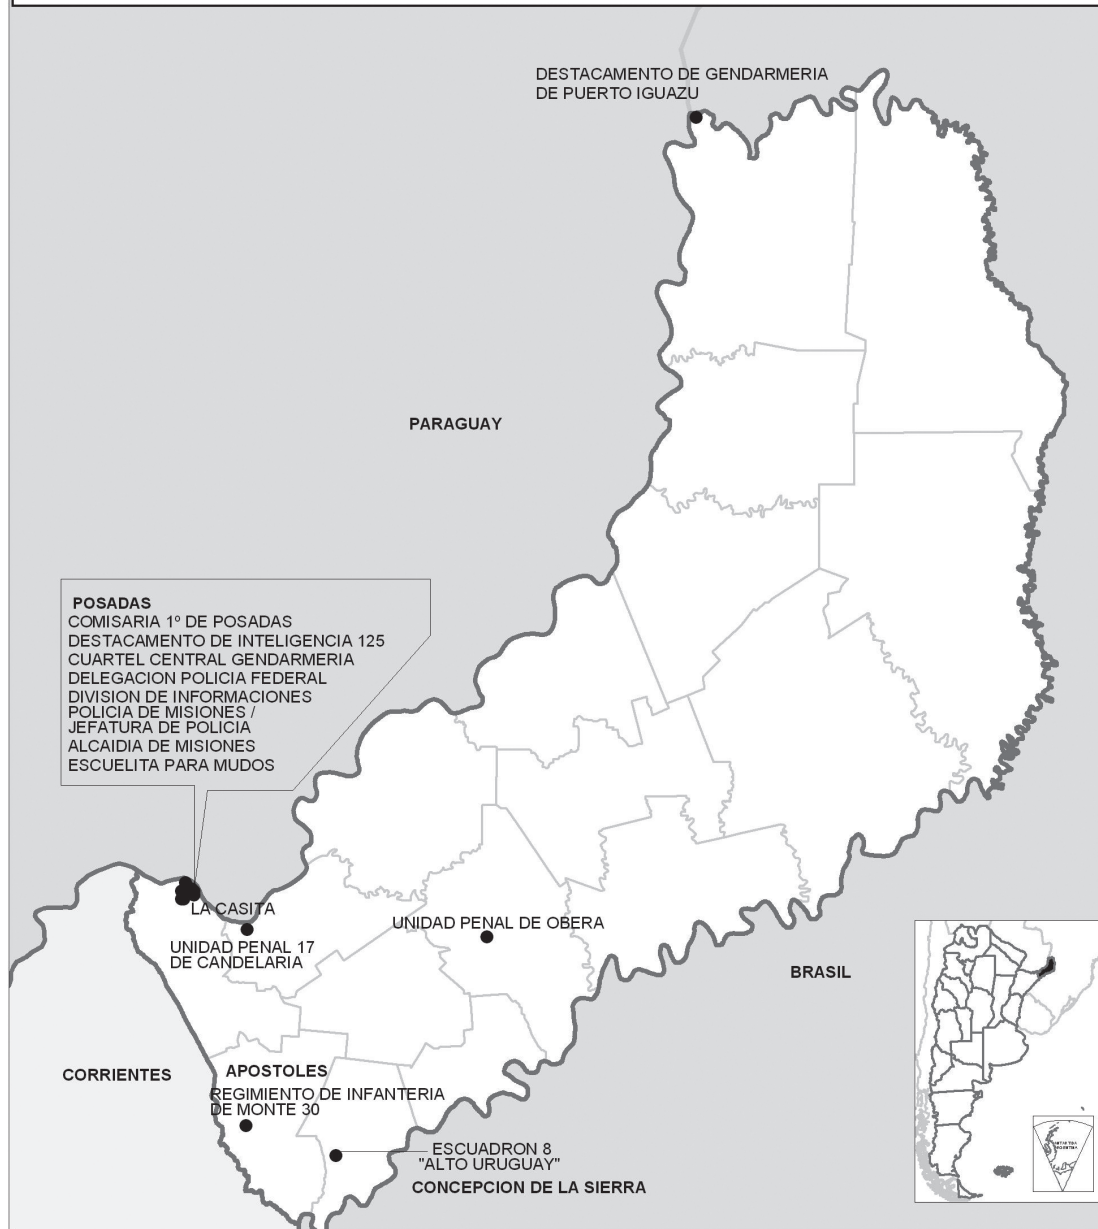 DESTACAMENTO DE GENDARMERIA
DE PUERTO IGUAZU
PARAGUAY
POSADAS
COMISARIA 1º DE POSADAS
DESTACAMENTO DE INTELIGENCIA 125
CUARTEL CENTRAL GENDARMERIA
DELEGACION POLICIA FEDERAL
DIVISION DE INFORMACIONES
POLICIA DE MISIONES /
JEFATURA DE POLICIA
ALCAIDIA DE MISIONES
ESCUELITA PARA MUDOS
LA CASITA
UNIDAD PENAL 17
DE CANDELARIA
UNIDAD PENAL DE OBERA
BRASIL
CORRIENTES
APOSTOLES
REGIMIENTO DE INFANTERIA
DE MONTE 30
ESCUADRON 8
"ALTO URUGUAY"
CONCEPCION DE LA SIERRA